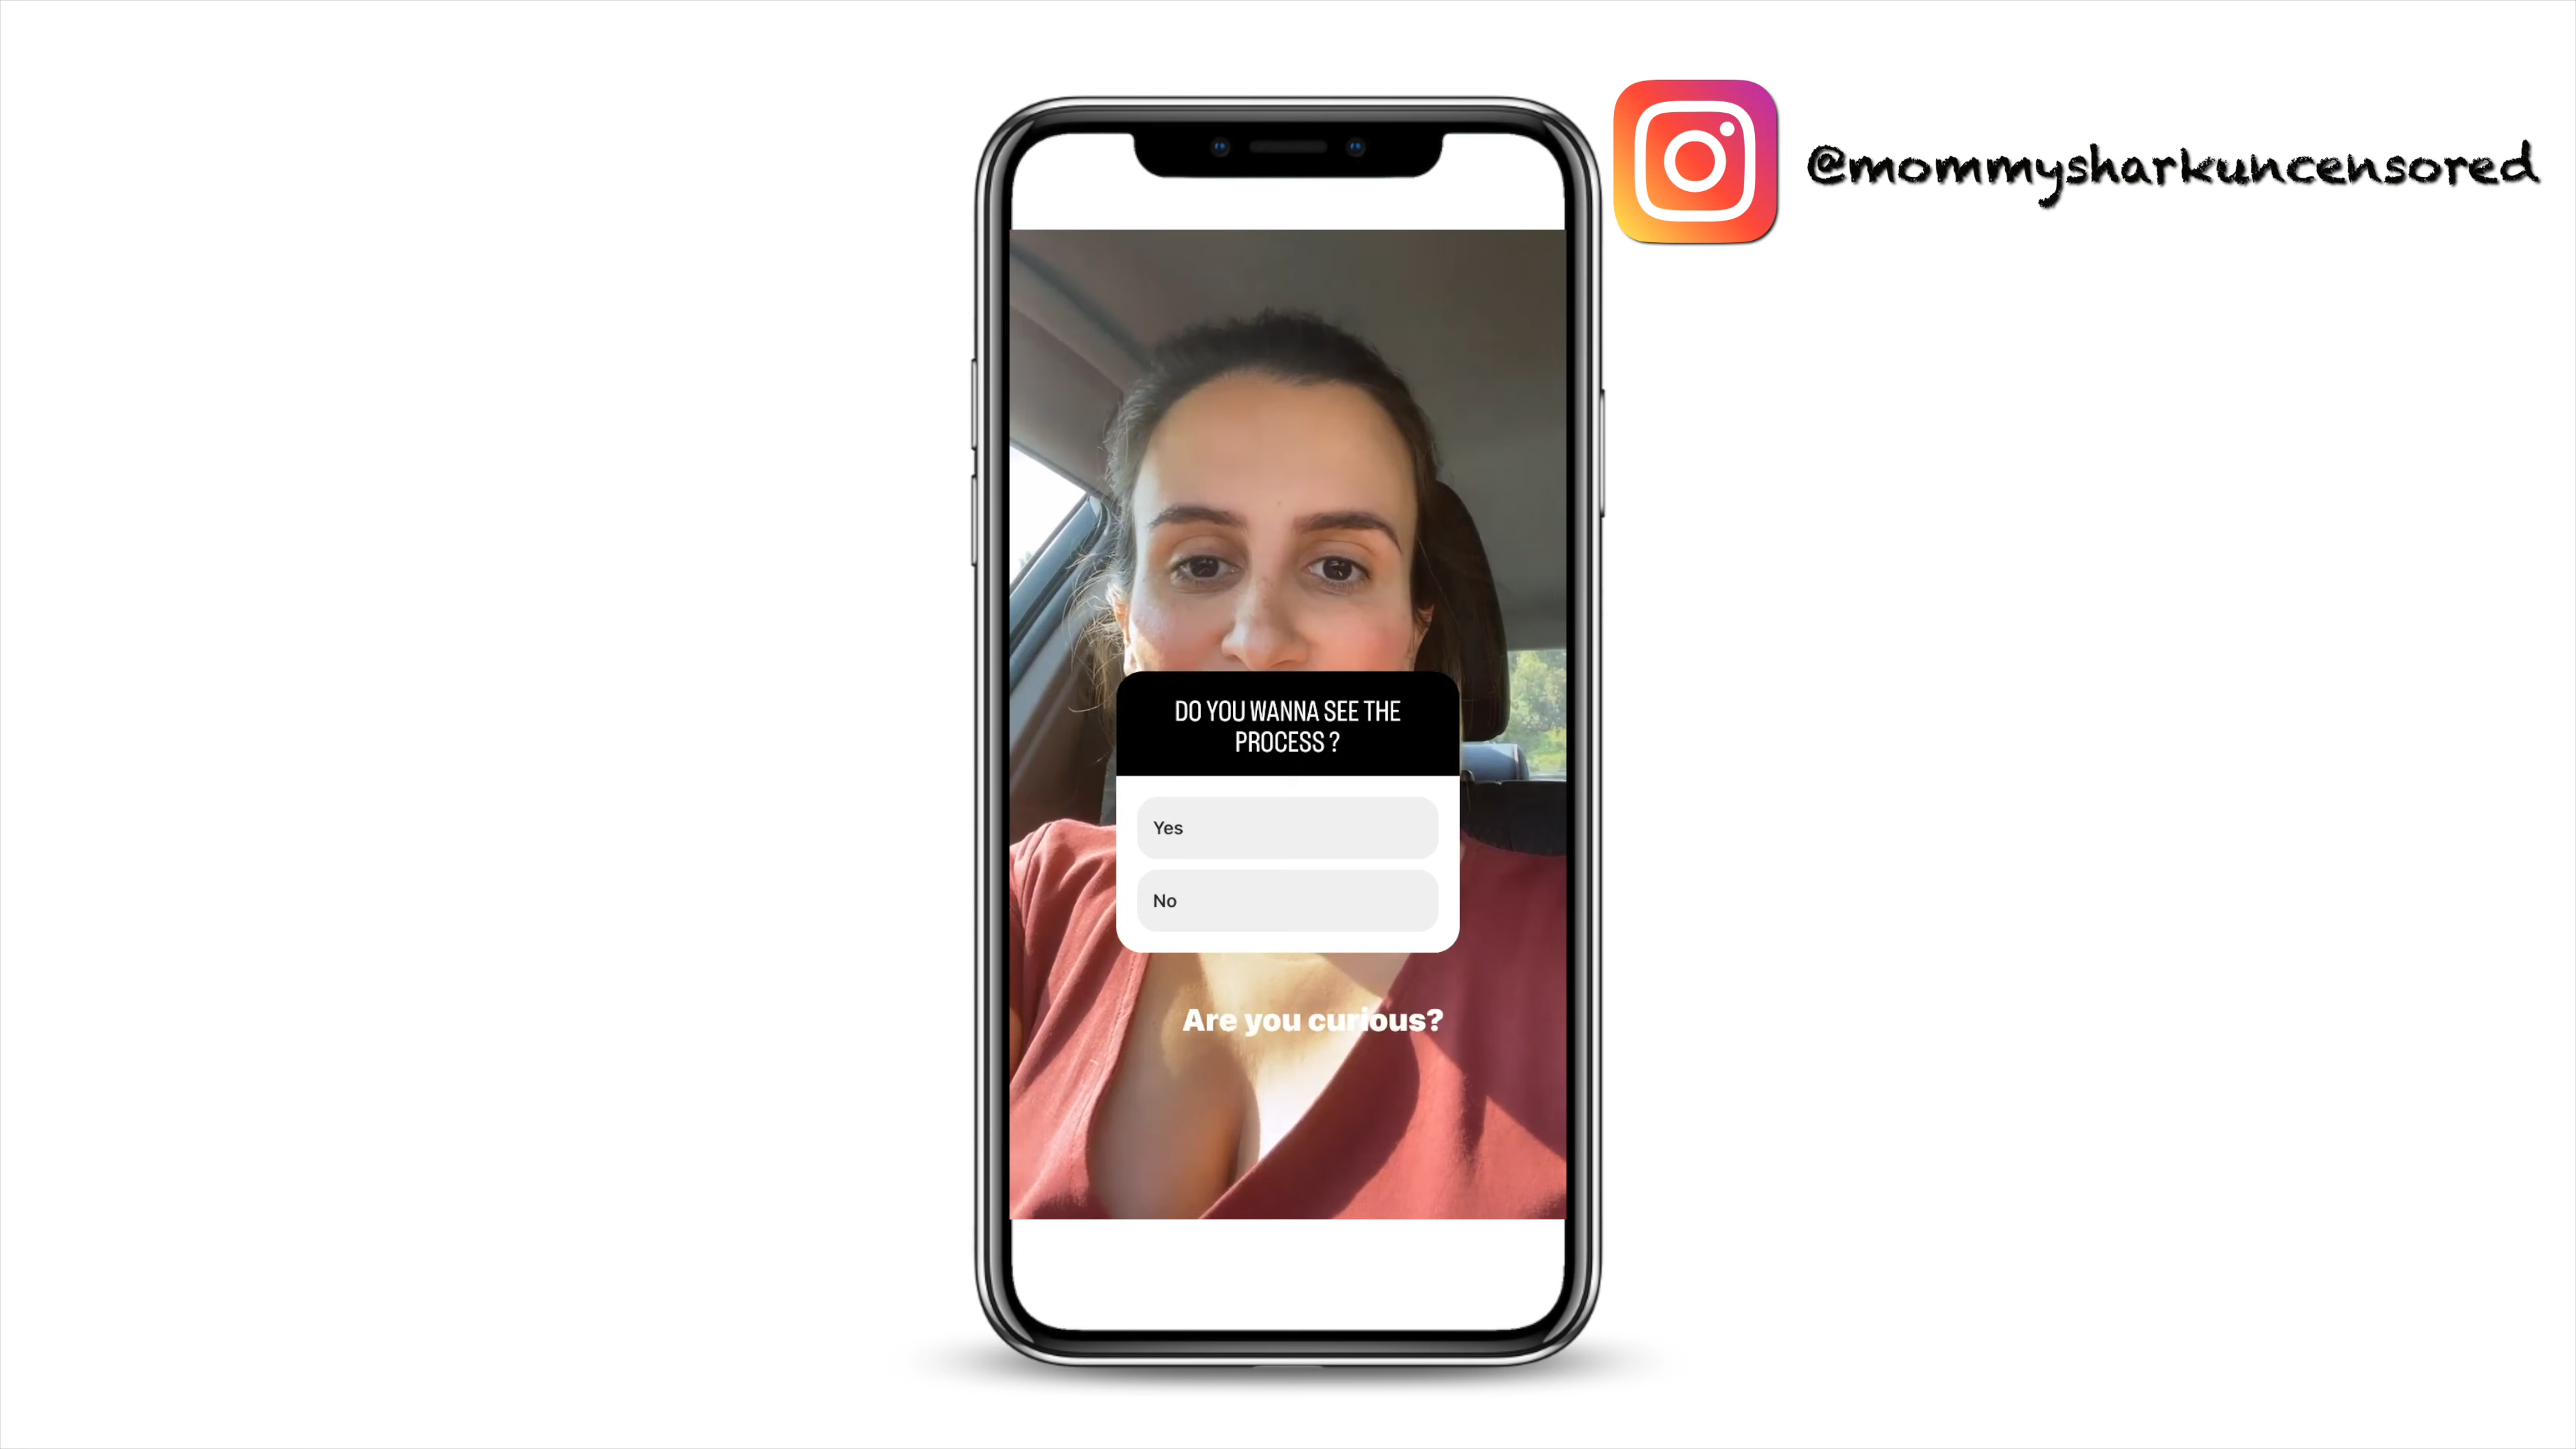 @mommysharkuncensored
DO YOU WANNA SEE THE
PROCESS ?
Yes
No
Are you curious?